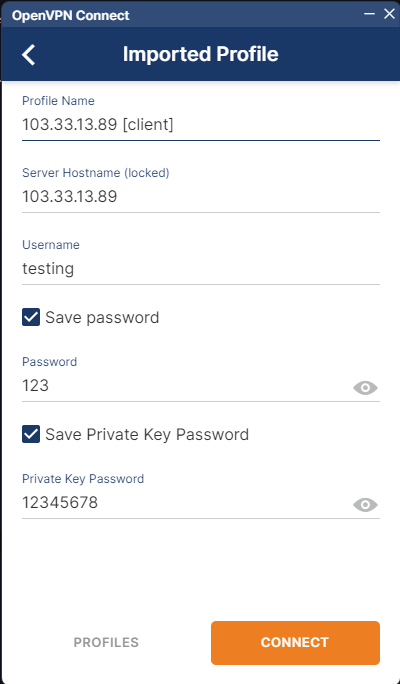 OpenVPN Connect
Imported Profile
Profile Name
103.33.13.89 [client]
Server Hostname (locked)
103.33.13.89
Username
testing
Save password
Password
123
Save Private Key Password
Private Key Password
12345678
PROFILES
CONNECT